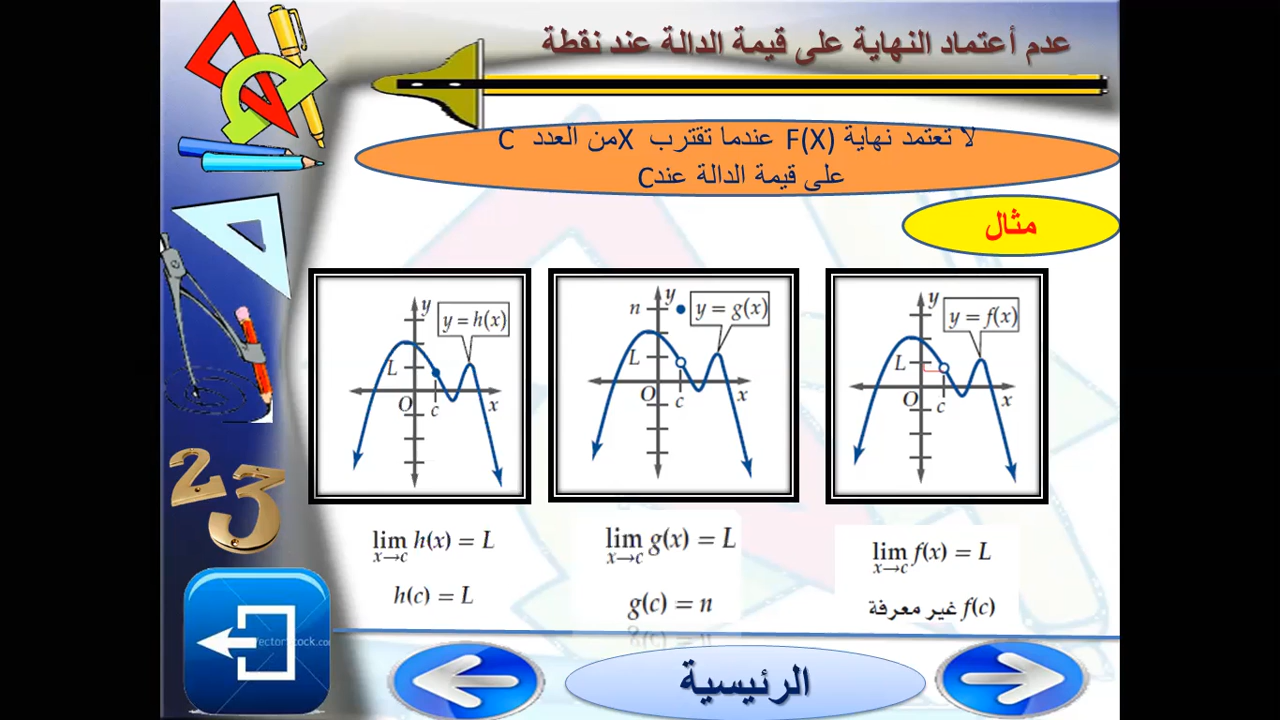 عدم أعتماد النهاية على قيمة الدالة عند نقطة
لا تعتمد نهاية F(X) عندما تقترب Xمن العدد C
على قيمة الدالة عندC
مثال
y
y = f(x)
L
O
c
x
n
y
y = g(x)
L
O
c
x
y
y = h(x)
L
O
c
x
lim x→c f(x) = L
f(c) غير معرفة
lim x→c g(x) = L
g(c) = n
lim x→c h(x) = L
h(c) = L
23
الرئيسية